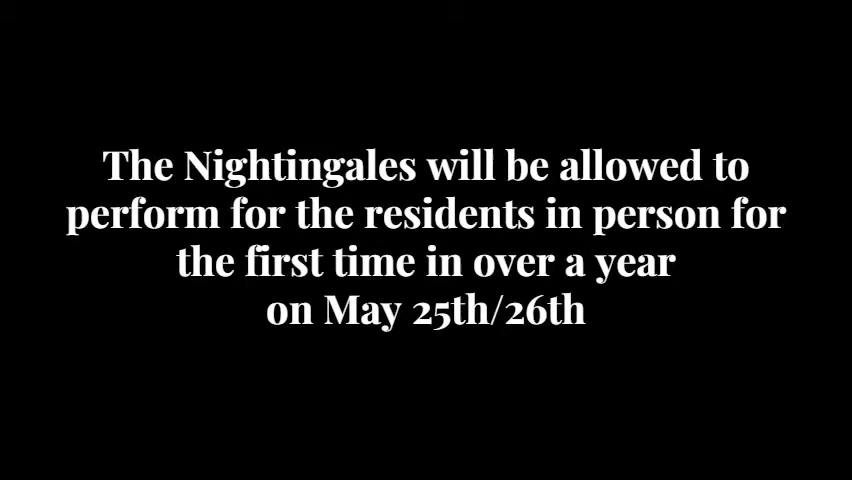 The Nightingales will be allowed to
perform for the residents in person for
the first time in over a year
on May 25th/26th